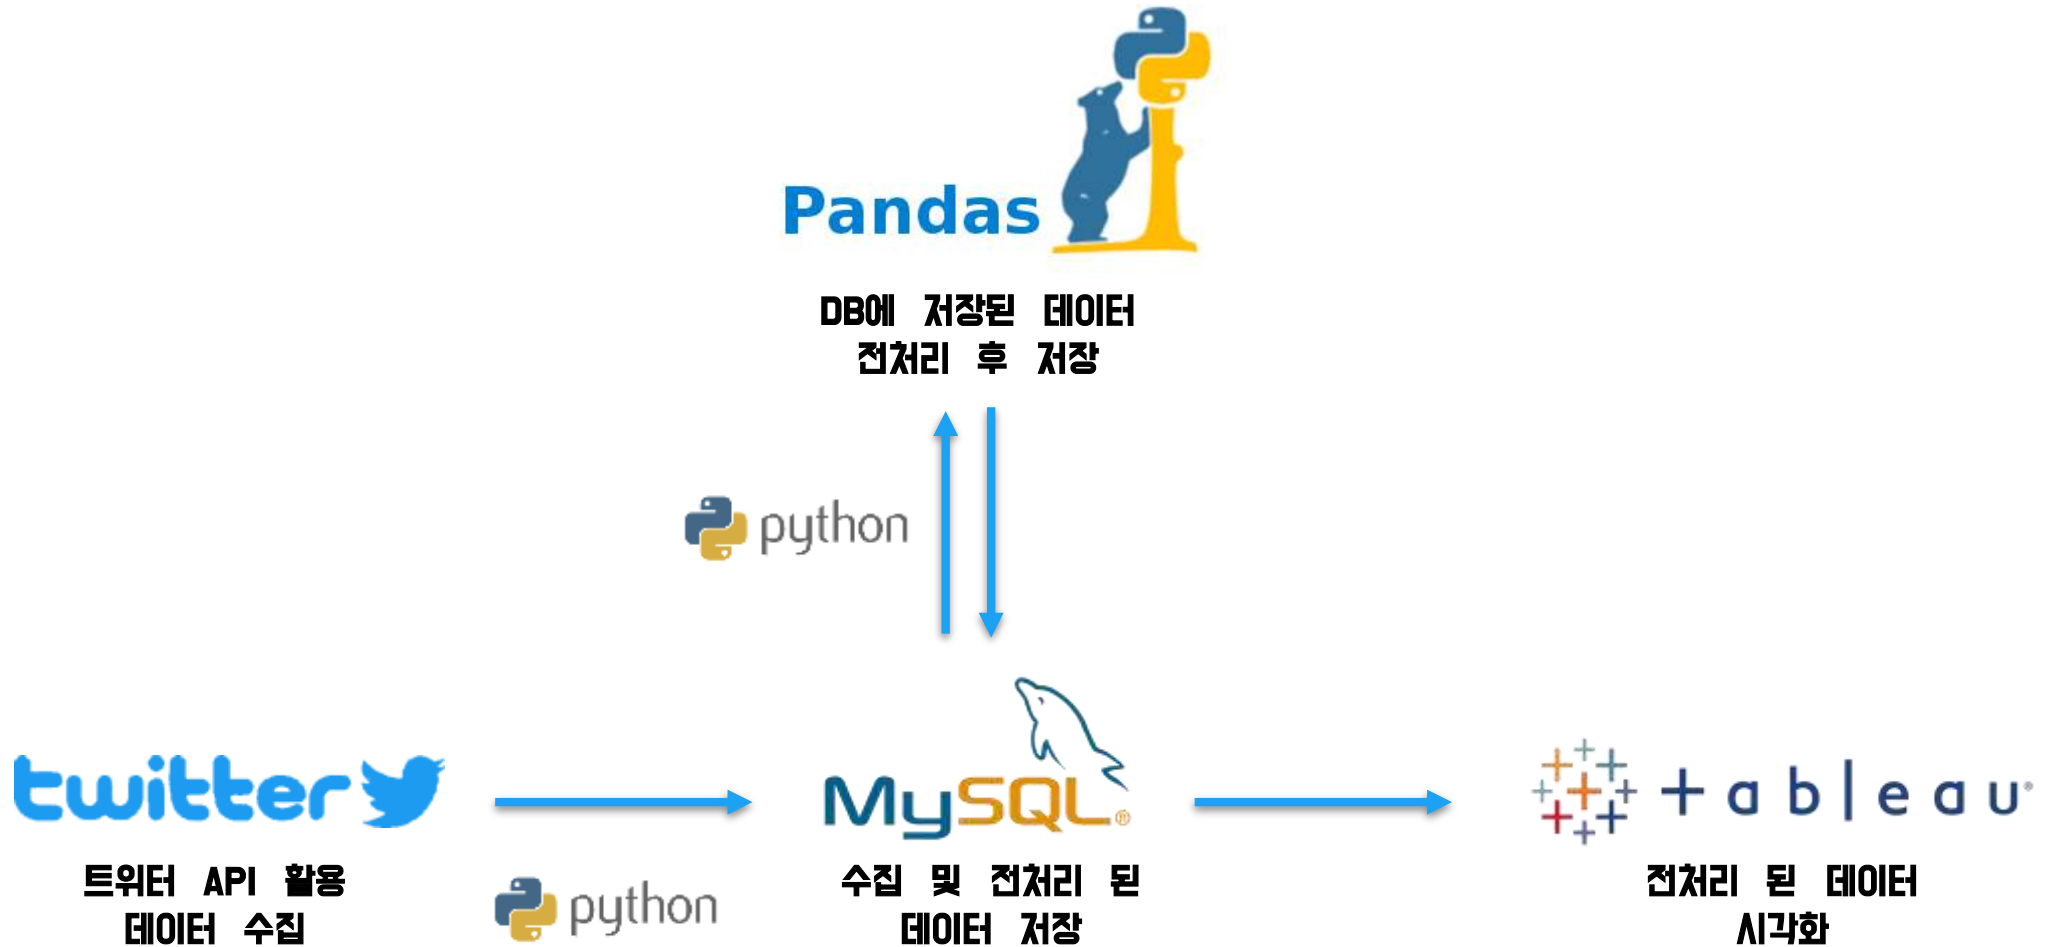 Pandas
DB에 저장된 데이터
전처리 후 저장
python
twitter
MySQL®
+ableau®
트위터 API 활용
데이터 수집
python
수집 및 전처리 된
데이터 저장
전처리 된 데이터
시각화